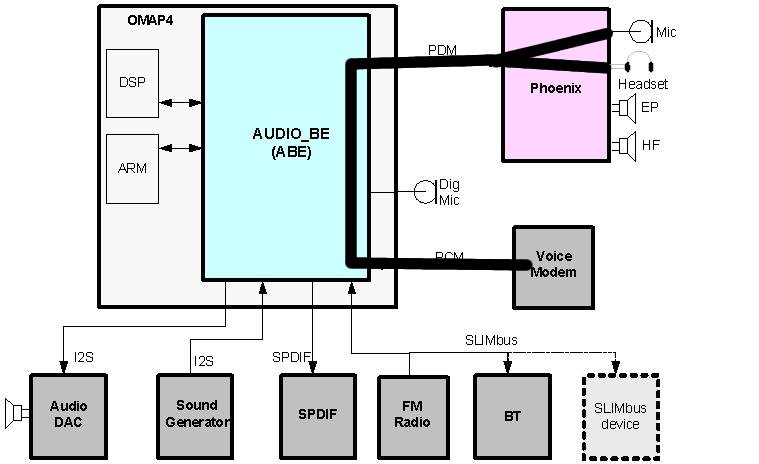 OMAP4
DSP
ARM
AUDIO_BE
(ABE)
PDM
Phoenix
Mic
Headset
EP
HF
Dig
Mic
PCM
Voice
Modem
I2S
I2S
SPDIF
SLIMbus
Audio
DAC
Sound
Generator
SPDIF
FM
Radio
BT
SLIMbus
device